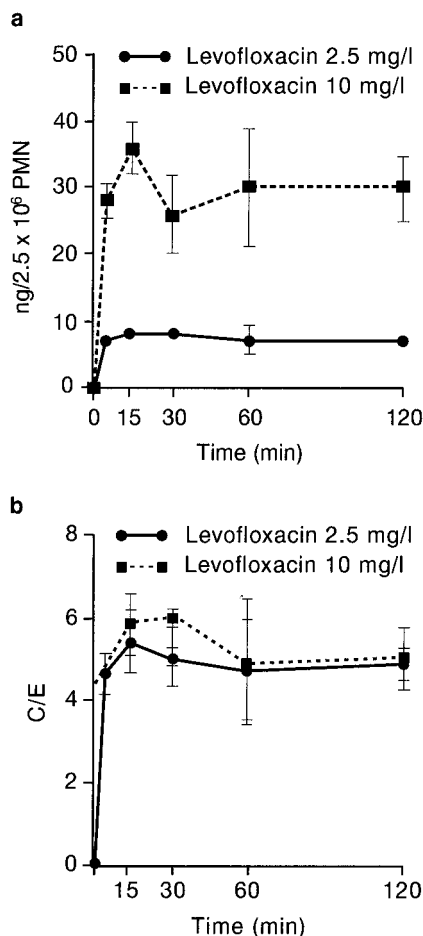 a
Levofloxacin 2.5 mg/l
Levofloxacin 10 mg/l
ng/2.5 x 10⁶ PMN
50
40
30
20
10
0
0 15 30 60 120
Time (min)
b
Levofloxacin 2.5 mg/l
Levofloxacin 10 mg/l
C/E
8
6
4
2
0
15 30 60 120
Time (min)